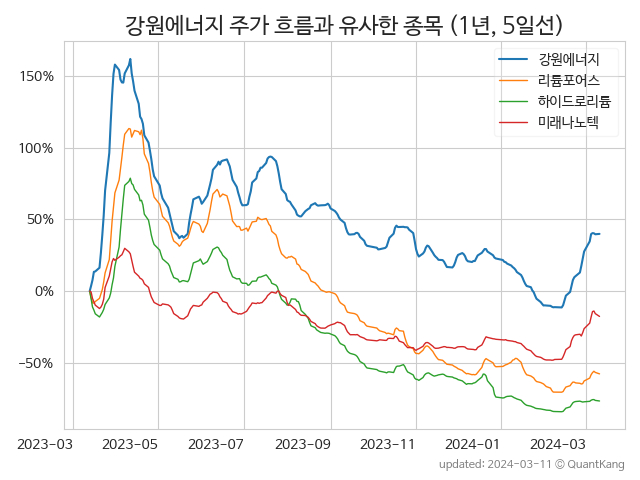 강원에너지 주가 흐름과 유사한 종목 (1년, 5일선)
강원에너지
리튬포어스
하이드로리튬
미래나노텍
150%
100%
50%
0%
−50%
2023−03
2023−05
2023−07
2023−09
2023−11
2024−01
2024−03
updated: 2024-03-11 © QuantKang